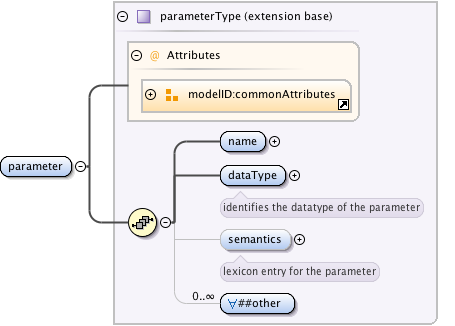 parameterType (extension base)
@ Attributes
modelID:commonAttributes
parameter
name
dataType
identifies the datatype of the parameter
semantics
lexicon entry for the parameter
0..∞
∀##other